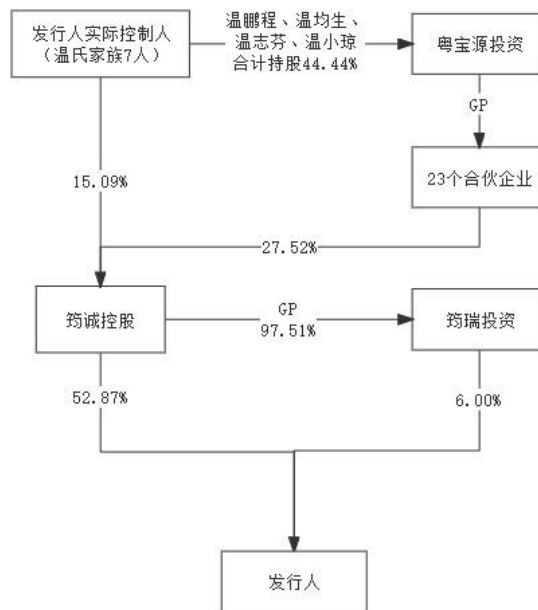 发行人实际控制人
（温氏家族7人）
温鹏程、温均生、
温志芬、温小琼
合计持股44.44%
粤宝源投资
GP
23个合伙企业
15.09%
27.52%
筠诚控股
GP
97.51%
筠瑞投资
52.87%
6.00%
发行人